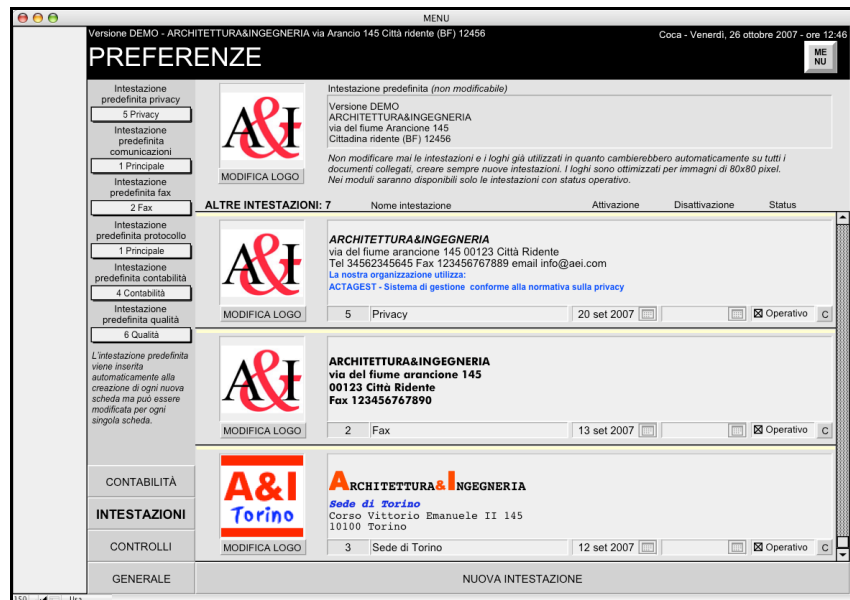 MENU
Versione DEMO - ARCHITETTURA&INGEGNERIA via Arancio 145 Città ridente (BF) 12456
Coca - Venerdì, 26 ottobre 2007 - ore 12:46
PREFERENZE
ME
NU
Intestazione
predefinita privacy
5 Privacy
Intestazione
predefinita
comunicazioni
1 Principale
Intestazione
predefinita fax
2 Fax
Intestazione
predefinita protocollo
1 Principale
Intestazione
predefinita contabilità
4 Contabilità
Intestazione
predefinita qualità
6 Qualità
L'intestazione predefinita
viene inserita
automaticamente alla
creazione di ogni nuova
scheda ma può essere
modificata per ogni
singola scheda.
CONTABILITÀ
INTESTAZIONI
CONTROLLI
GENERALE
A&I
MODIFICA LOGO
Intestazione predefinita (non modificabile)
Versione DEMO
ARCHITETTURA&INGEGNERIA
via del fiume Arancione 145
Cittadina ridente (BF) 12456
Non modificare mai le intestazioni e i loghi già utilizzati in quanto cambierebbero automaticamente su tutti i
documenti collegati, creare sempre nuove intestazioni. I loghi sono ottimizzati per immagni di 80x80 pixel.
Nei moduli saranno disponibili solo le intestazioni con status operativo.
ALTRE INTESTAZIONI: 7 Nome intestazione Attivazione Disattivazione Status
A&I
MODIFICA LOGO
ARCHITETTURA&INGEGNERIA
via del fiume arancione 145 00123 Città Ridente
Tel 34562345645 Fax 123456767889 email info@aei.com
La nostra organizzazione utilizza:
ACTAGEST - Sistema di gestione conforme alla normativa sulla privacy
5 Privacy 20 set 2007 Operativo C
A&I
MODIFICA LOGO
ARCHITETTURA&INGEGNERIA
via del fiume arancione 145
00123 Città Ridente
Fax 123456767890
2 Fax 13 set 2007 Operativo C
A&I
Torino
MODIFICA LOGO
ARCHITETTURA&INGEGNERIA
Sede di Torino
Corso Vittorio Emanuele II 145
10100 Torino
3 Sede di Torino 12 set 2007 Operativo C
NUOVA INTESTAZIONE
150 Usa